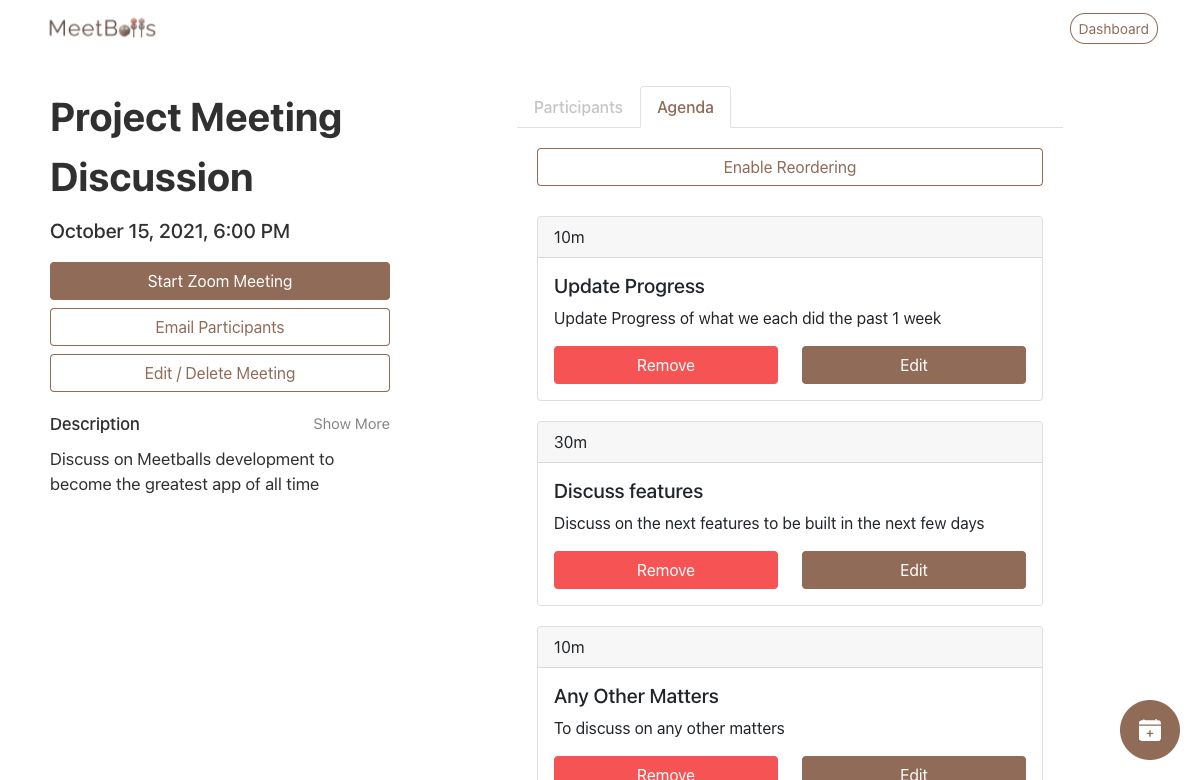 MeetBalls
Dashboard
Project Meeting
Discussion
October 15, 2021, 6:00 PM
Start Zoom Meeting
Email Participants
Edit / Delete Meeting
Description
Show More
Discuss on Meetballs development to
become the greatest app of all time
Participants
Agenda
Enable Reordering
10m
Update Progress
Update Progress of what we each did the past 1 week
Remove
Edit
30m
Discuss features
Discuss on the next features to be built in the next few days
Remove
Edit
10m
Any Other Matters
To discuss on any other matters
Remove
Edit